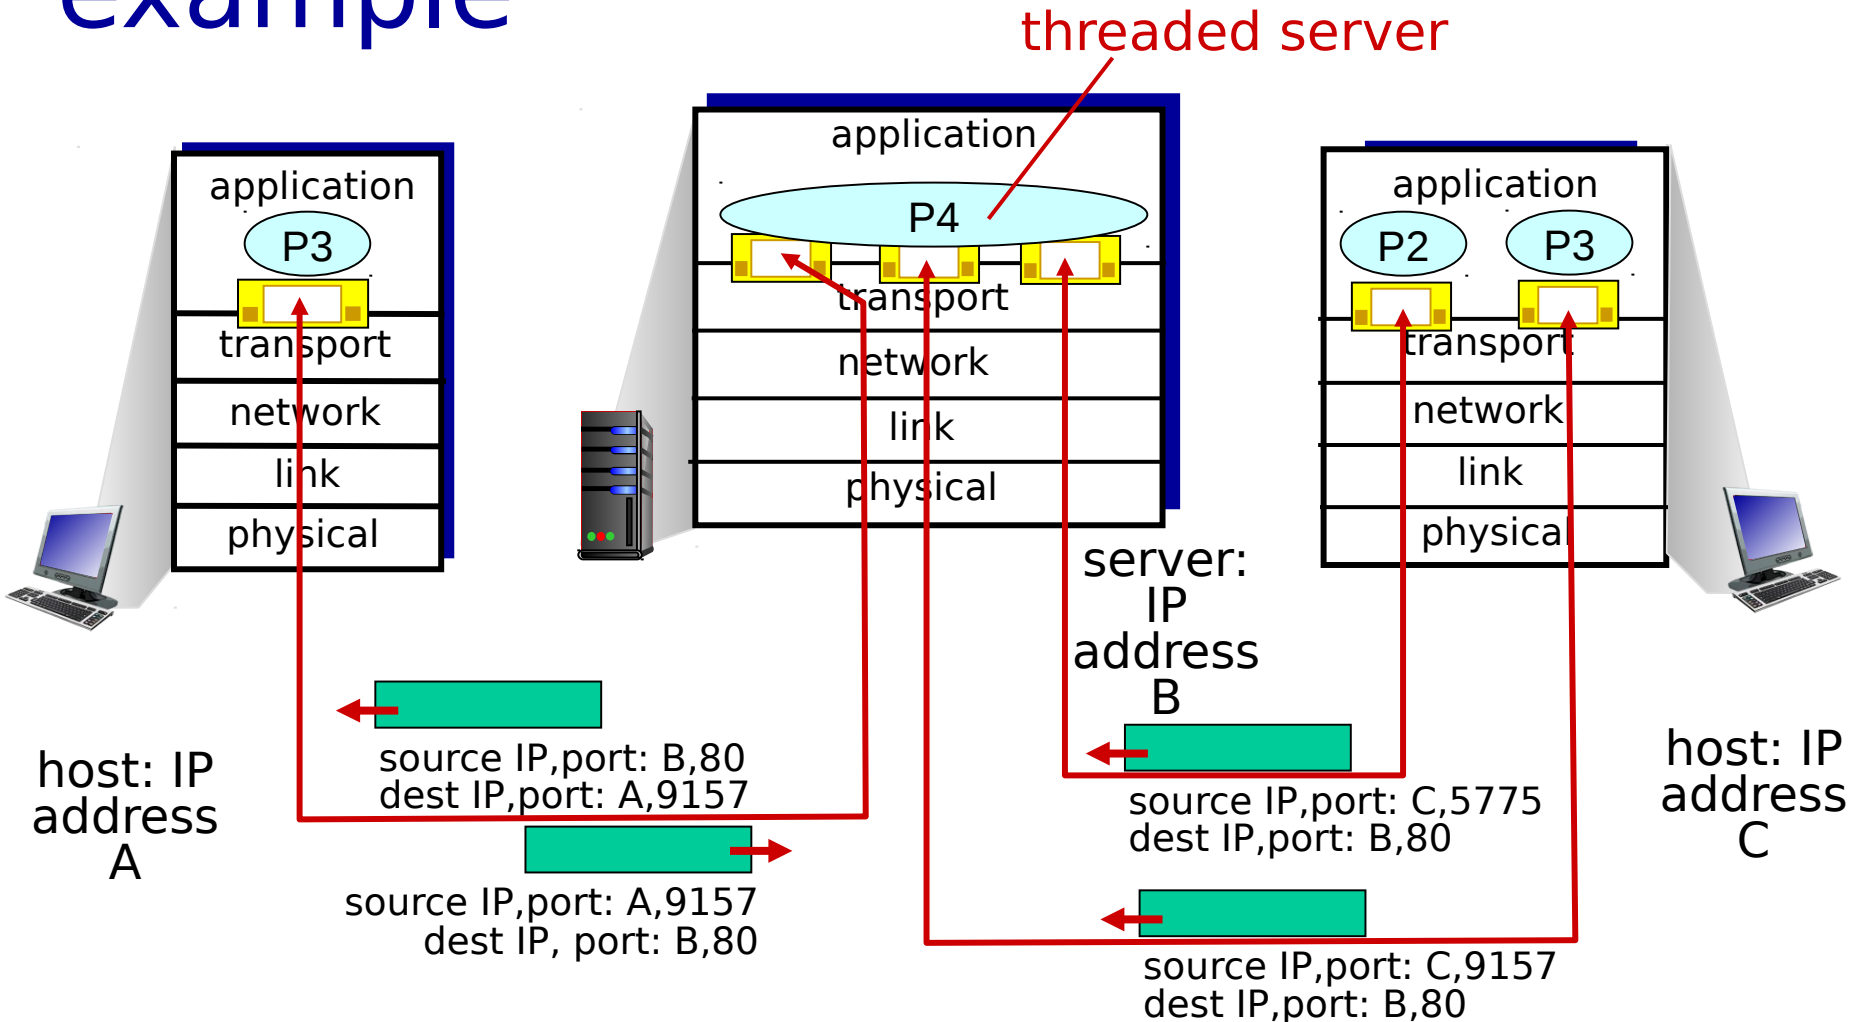 example
threaded server
application
P3
transport
network
link
physical
application
P4
transport
network
link
physical
application
P2
P3
transport
network
link
physical
server:
IP
address
B
host: IP
address
A
source IP,port: B,80
dest IP,port: A,9157
source IP,port: A,9157
dest IP, port: B,80
source IP,port: C,5775
dest IP,port: B,80
source IP,port: C,9157
dest IP,port: B,80
host: IP
address
C